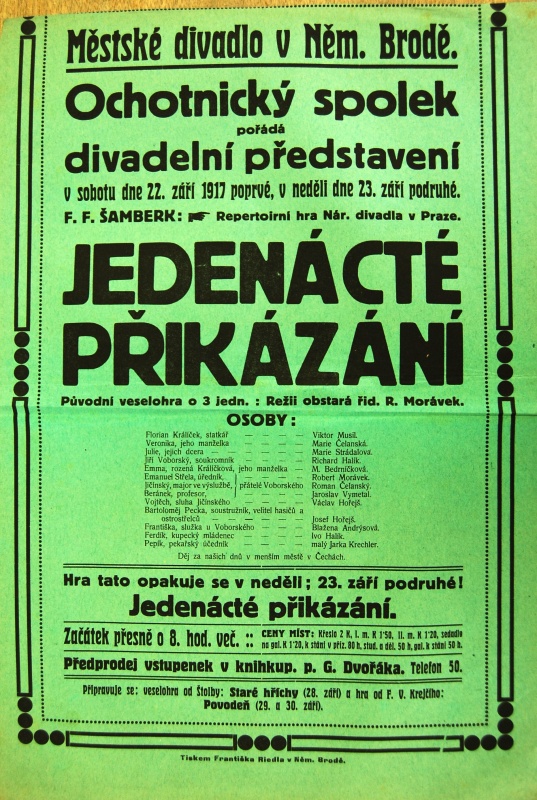 Městské divadlo v Něm. Brodě.
Ochotnický spolek
pořádá
divadelní představení
v sobotu dne 22. září 1917 poprvé, v neděli dne 23. září podruhé.
F. F. ŠAMBERK: ☛ Repertoirní hra Nár. divadla v Praze.
JEDENÁCTÉ
PŘIKÁZÁNÍ
Původní veselohra o 3 jedn. : Režii obstará říd. R. Morávek.
OSOBY:
Florian Králíček, statkář — — — — Viktor Musil.
Veronika, jeho manželka — — — — Marie Čelanská.
Julie, jejich dcera — — — — — Marie Strádalová.
Jiří Voborský, soukromník — — — — Richard Halík.
Emma, rozená Králíčková, jeho manželka — — M. Bedrníčková.
Emanuel Střela, úředník, — — — Robert Morávek.
Jičínský, major ve výslužbě, } přátelé Voborského Roman Čelanský.
Beránek, profesor, — — — Jaroslav Vymetal.
Vojtěch, sluha Jičínského — — — — Václav Hořejš.
Bartoloměj Pecka, soustružník, velitel hasičů a
ostrostřelců — — — — — Josef Hořejš.
Františka, služka u Voborského — — — Blažena Andrýsová.
Ferdík, kupecký mládenec — — — — Ivo Halík.
Pepík, pekařský účedník — — — — malý Jarka Krechler.
Děj za našich dnů v menším městě v Čechách.
Hra tato opakuje se v neděli ; 23. září podruhé!
Jedenácté přikázání.
Začátek přesně o 8. hod. več. :: CENY MÍST: Křeslo 2 K, I. m. K 1·50, II. m. K 1·20, sedadlo
na gal. K 1·20, k stání v příz. 80 h, stud. a děl. 50 h, gal. k stání 50 h.
Předprodej vstupenek v knihkup. p. G. Dvořáka. Telefon 50.
Připravuje se: veselohra od Štolby: Staré hříchy (28. září) a hra od F. V. Krejčího:
Povodeň (29. a 30. září).
Tiskem Františka Riedla v Něm. Brodě.